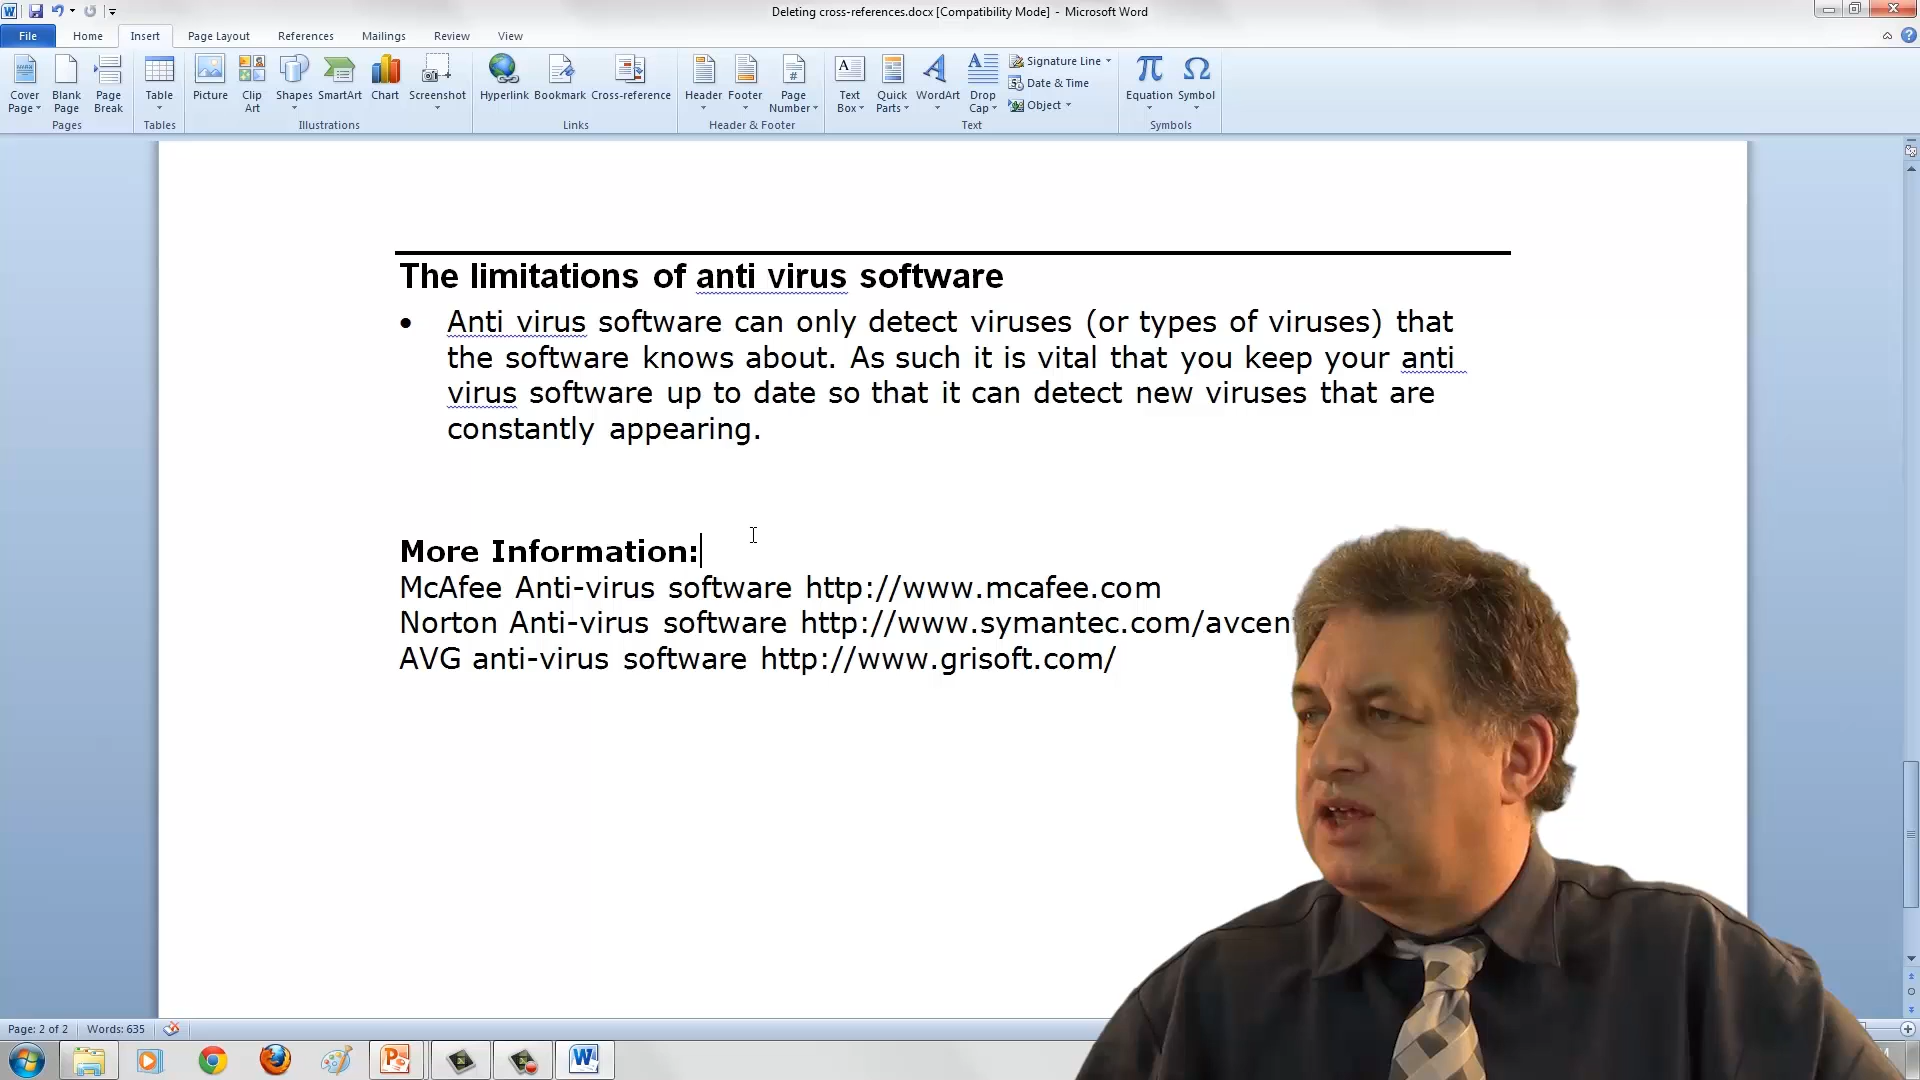 Deleting cross-references.docx [Compatibility Mode] - Microsoft Word
File Home Insert Page Layout References Mailings Review View
Cover Page
Blank Page
Page Break
Pages
Table
Tables
Picture
Clip Art
Shapes
SmartArt
Chart
Screenshot
Illustrations
Hyperlink
Bookmark
Cross-reference
Links
Header
Footer
Page Number
Header & Footer
Text Box
Quick Parts
WordArt
Drop Cap
Signature Line
Date & Time
Object
Text
Equation
Symbol
Symbols
The limitations of anti virus software
• Anti virus software can only detect viruses (or types of viruses) that
the software knows about. As such it is vital that you keep your anti
virus software up to date so that it can detect new viruses that are
constantly appearing.
More Information:
McAfee Anti-virus software http://www.mcafee.com
Norton Anti-virus software http://www.symantec.com/avcen
AVG anti-virus software http://www.grisoft.com/
Page: 2 of 2 Words: 635